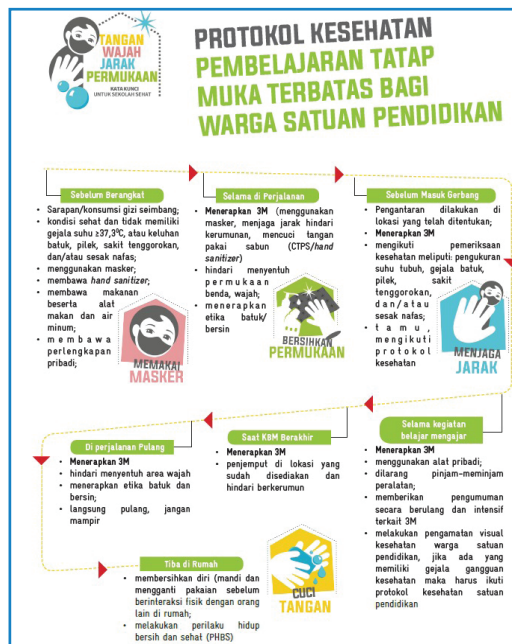 TANGAN
WAJAH
JARAK
PERMUKAAN
KATA KUNCI
UNTUK SEKOLAH SEHAT
PROTOKOL KESEHATAN
PEMBELAJARAN TATAP
MUKA TERBATAS BAGI
WARGA SATUAN PENDIDIKAN
Sebelum Berangkat
• Sarapan/konsumsi gizi seimbang;
• kondisi sehat dan tidak memiliki
gejala suhu ≥37,3⁰C, atau keluhan
batuk, pilek, sakit tenggorokan,
dan/atau sesak nafas;
• menggunakan masker;
• membawa hand sanitizer;
• membawa makanan
beserta alat
makan dan air
minum;
• membawa
perlengkapan
pribadi;
MEMAKAI
MASKER
Selama di Perjalanan
• Menerapkan 3M (menggunakan
masker, menjaga jarak hindari
kerumunan, mencuci tangan
pakai sabun (CTPS/hand
sanitizer)
• hindari menyentuh
permukaan
benda, wajah;
• menerapkan
etika batuk/
bersin
BERSIHKAN
PERMUKAAN
Sebelum Masuk Gerbang
• Pengantaran dilakukan di
lokasi yang telah ditentukan;
• Menerapkan 3M
• mengikuti pemeriksaan
kesehatan meliputi: pengukuran
suhu tubuh, gejala batuk,
pilek, sakit
tenggorokan,
dan/atau
sesak nafas;
• tamu,
mengikuti
protokol
kesehatan
MENJAGA
JARAK
Selama kegiatan
belajar mengajar
• Menerapkan 3M
• menggunakan alat pribadi;
• dilarang pinjam-meminjam
peralatan;
• memberikan pengumuman
secara berulang dan intensif
terkait 3M
• melakukan pengamatan visual
kesehatan warga satuan
pendidikan, jika ada yang
memiliki gejala gangguan
kesehatan maka harus ikuti
protokol kesehatan satuan
pendidikan
Saat KBM Berakhir
• Menerapkan 3M
• penjemput di lokasi yang
sudah disediakan dan
hindari berkerumun
Di perjalanan Pulang
• Menerapkan 3M
• hindari menyentuh area wajah
• menerapkan etika batuk dan
bersin;
• langsung pulang, jangan
mampir
Tiba di Rumah
• membersihkan diri (mandi dan
mengganti pakaian sebelum
berinteraksi fisik dengan orang
lain di rumah;
• melakukan perilaku hidup
bersih dan sehat (PHBS)
CUCI
TANGAN